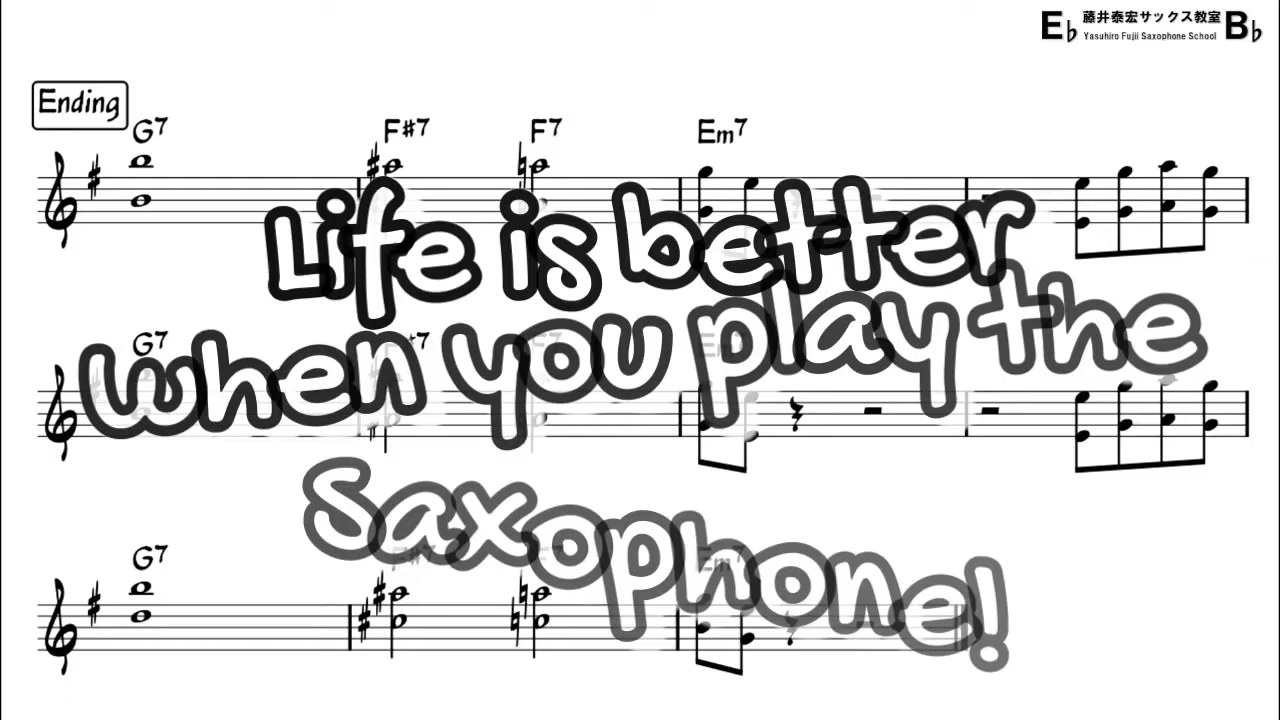 E♭ 藤井泰宏サックス教室 B♭
Yasuhiro Fujii Saxophone School
Ending
G7 F#7 F7 Em7
Life is better
when you play the
Saxophone!
G7
G7 Em7